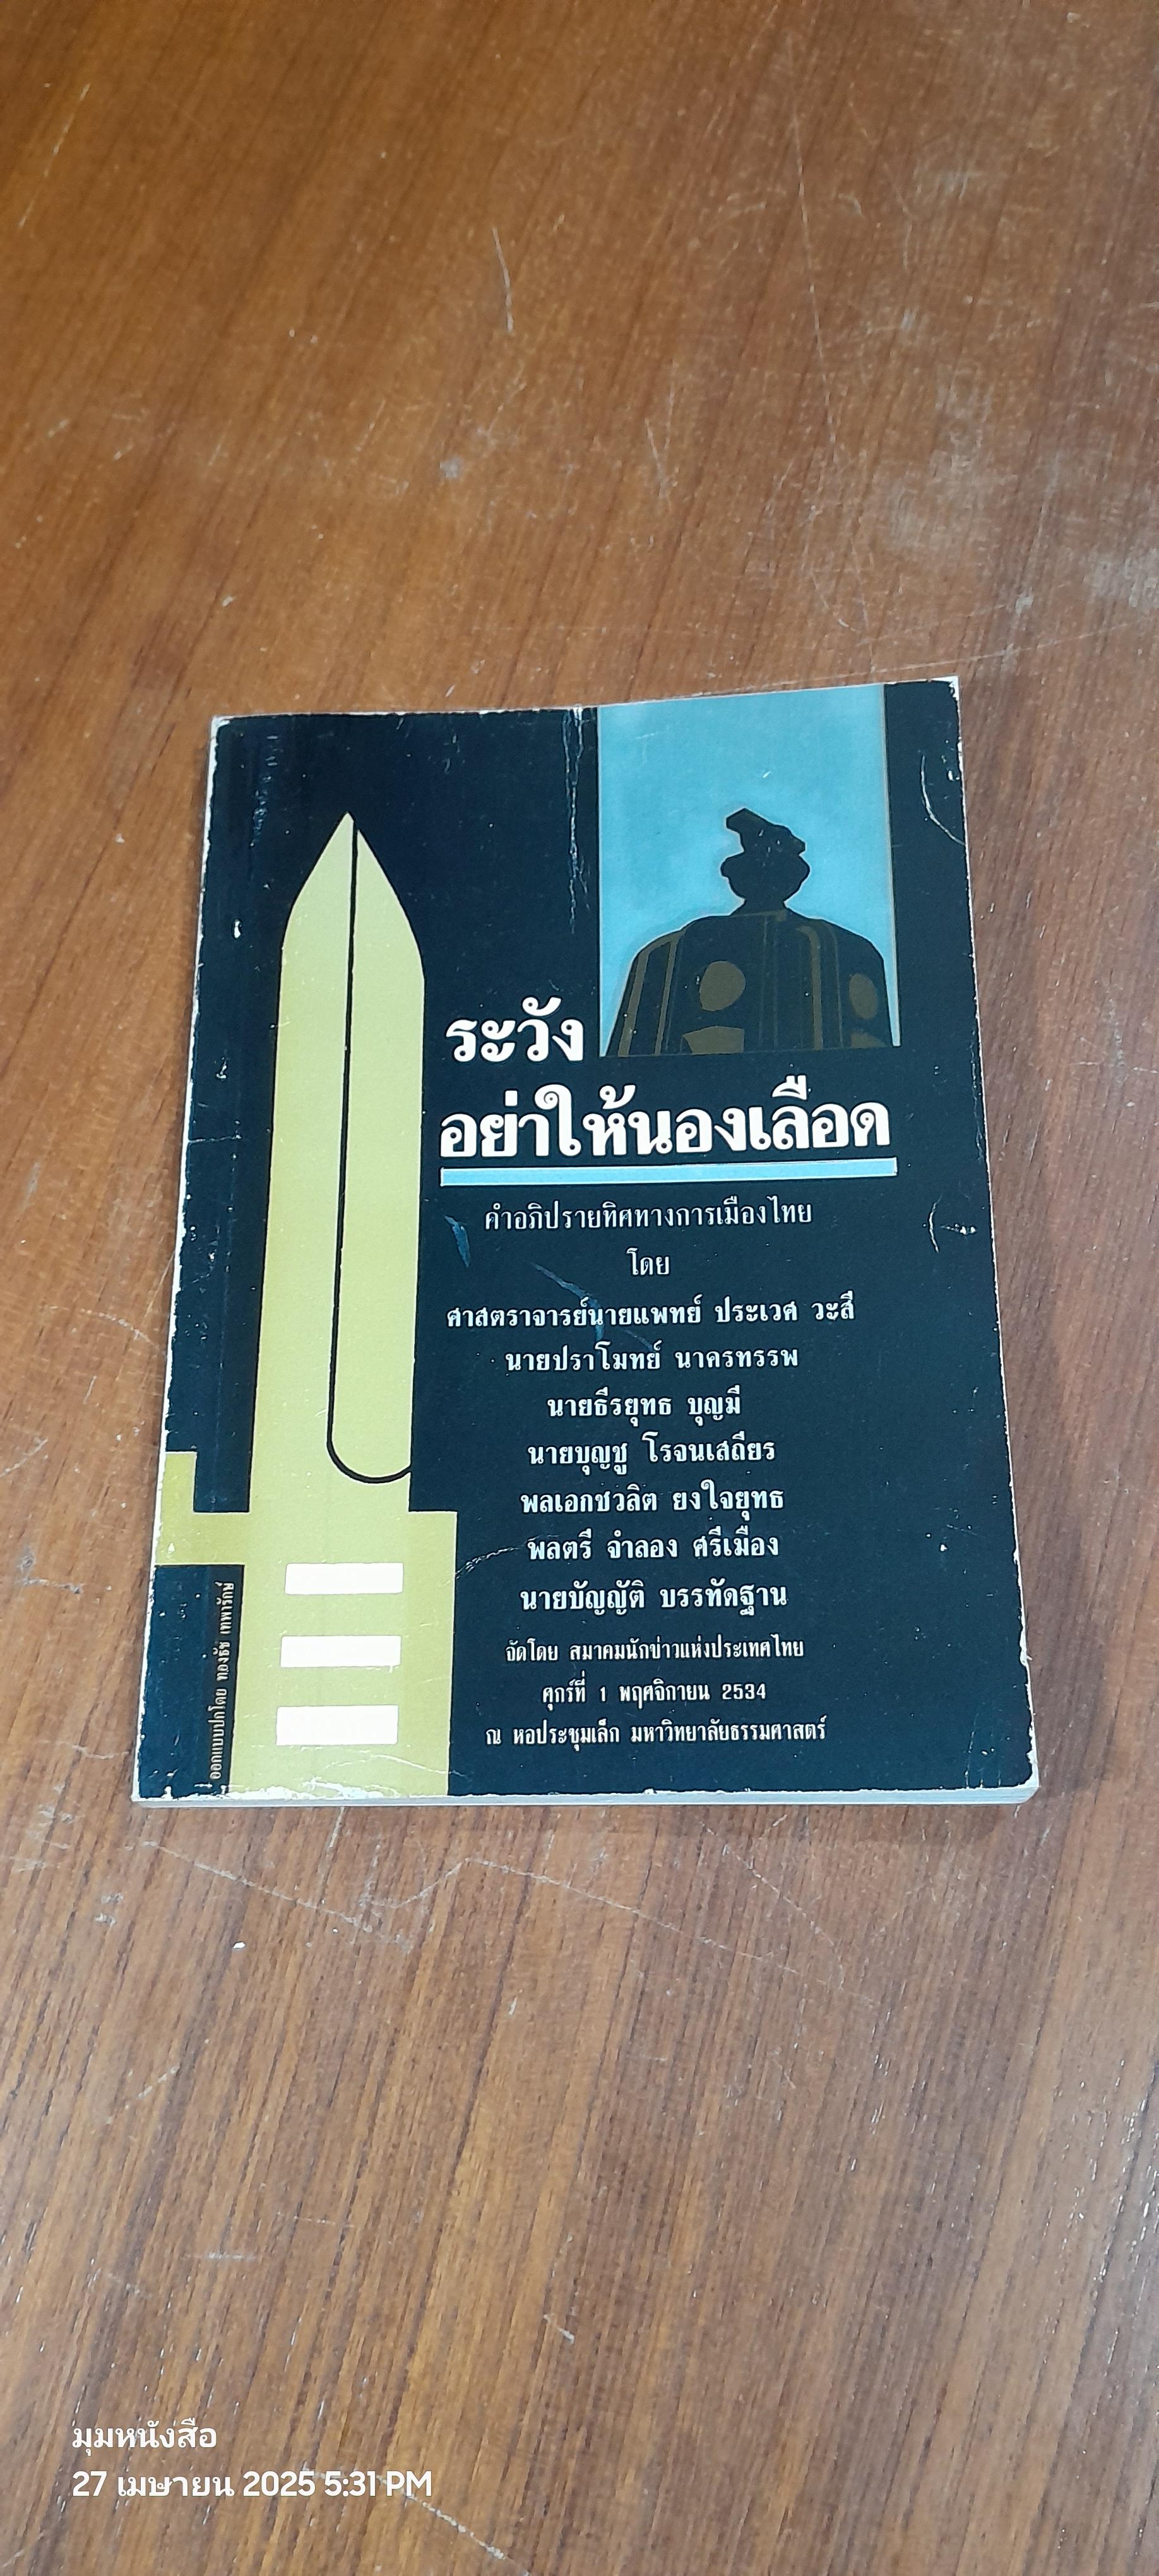 ระวัง
อย่าให้นองเลือด
คำอภิปรายทิศทางการเมืองไทย
โดย
ศาสตราจารย์นายแพทย์ ประเวศ วะสี
นายปราโมทย์ นาครทรรพ
นายธีรยุทธ บุญมี
นายบุญชู โรจนเสถียร
พลเอกชวลิต ยงใจยุทธ
พลตรี จำลอง ศรีเมือง
นายบัญญัติ บรรทัดฐาน
จัดโดย สมาคมนักข่าวแห่งประเทศไทย
ศุกร์ที่ 1 พฤศจิกายน 2534
ณ หอประชุมเล็ก มหาวิทยาลัยธรรมศาสตร์
ออกแบบปกโดย ทองธัช เทพารักษ์
มุมหนังสือ
27 เมษายน 2025 5:31 PM